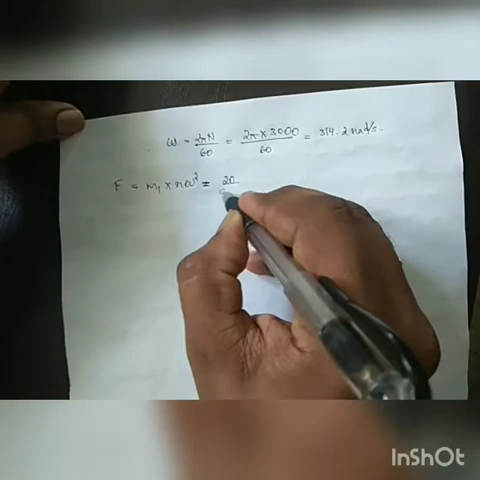 ω = 2πN/60 = 2π × 3000/60 = 314.2 rad/s.
F = m₁ × rω² = 20/
InShOt